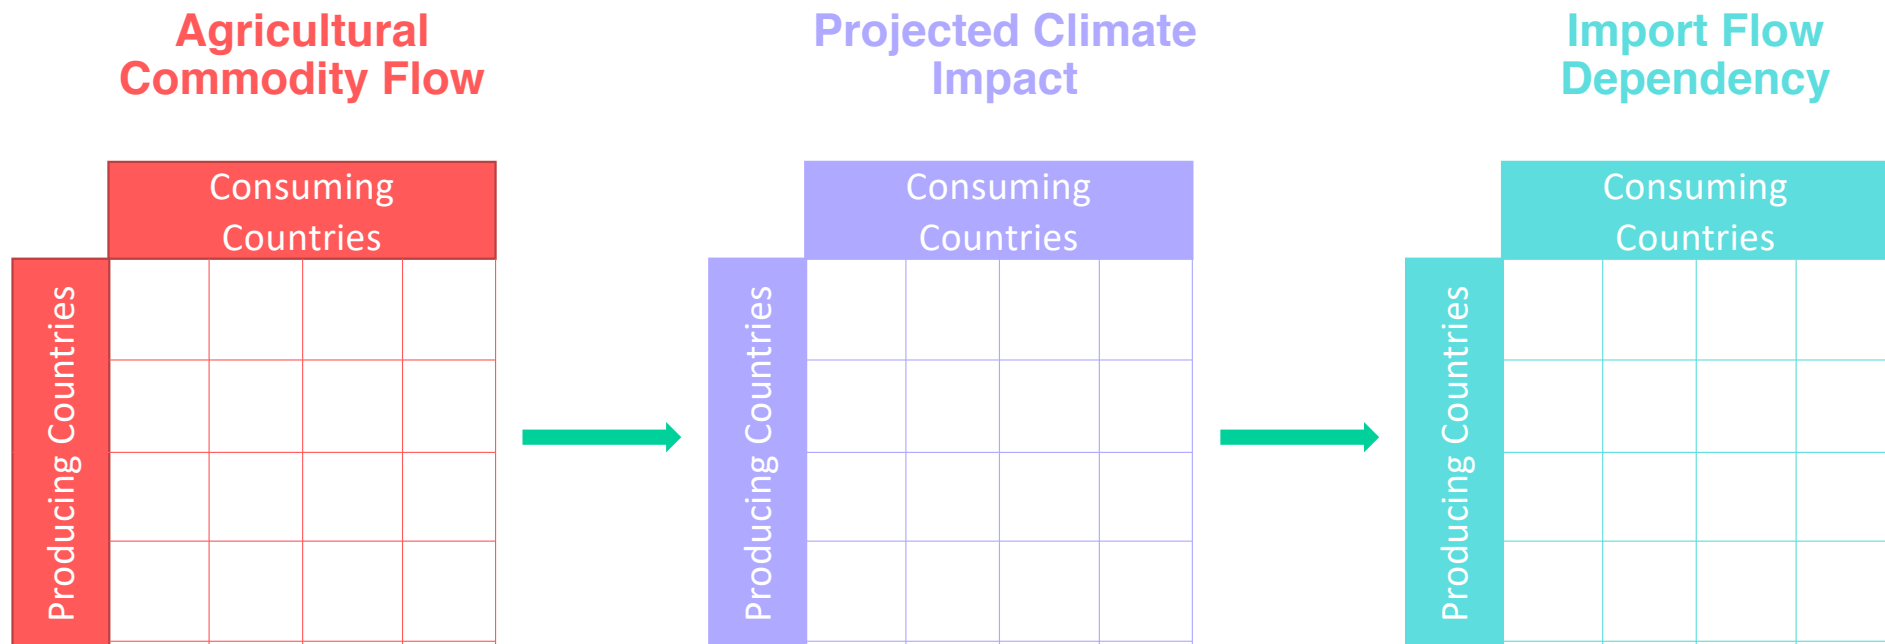 Agricultural
Commodity Flow
Projected Climate
Impact
Import Flow
Dependency
Consuming
Countries
Producing Countries
Consuming
Countries
Producing Countries
Consuming
Countries
Producing Countries